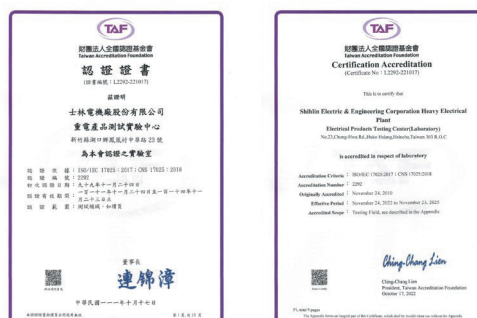 TAF
財團法人全國認證基金會
Taiwan Accreditation Foundation
認證證書
(證書編號：L2292-221017)
茲證明
士林電機廠股份有限公司
重電產品測試實驗中心
新竹縣湖口鄉鳳凰村中華路23號
為本會認證之實驗室
認證依據：ISO/IEC 17025：2017；CNS 17025：2018
認證編號：2292
初次認證日期：九十九年十一月二十四日
認證有效期間：一百一十一年十一月二十四日至一百一十四年十一月二十三日止
認證範圍：測試領域，如續頁
董事長
連錦漳
中華民國一一一年十月十七日
TAF
財團法人全國認證基金會
Taiwan Accreditation Foundation
Certification Accreditation
(Certificate No：L2292-221017)
This is to certify that
Shihlin Electric & Engineering Corporation Heavy Electrical
Plant
Electrical Products Testing Center(Laboratory)
is accredited in respect of laboratory
Accreditation Criteria：ISO/IEC 17025:2017；CNS 17025:2018
Accreditation Number：2292
Originally Accredited：November 24, 2010
Effective Period：November 24, 2022 to November 23, 2025
Accredited Scope：Testing Field, see described in the Appendix
Ching-Chang Lien
Ching-Chang Lien
President, Taiwan Accreditation Foundation
October 17, 2022